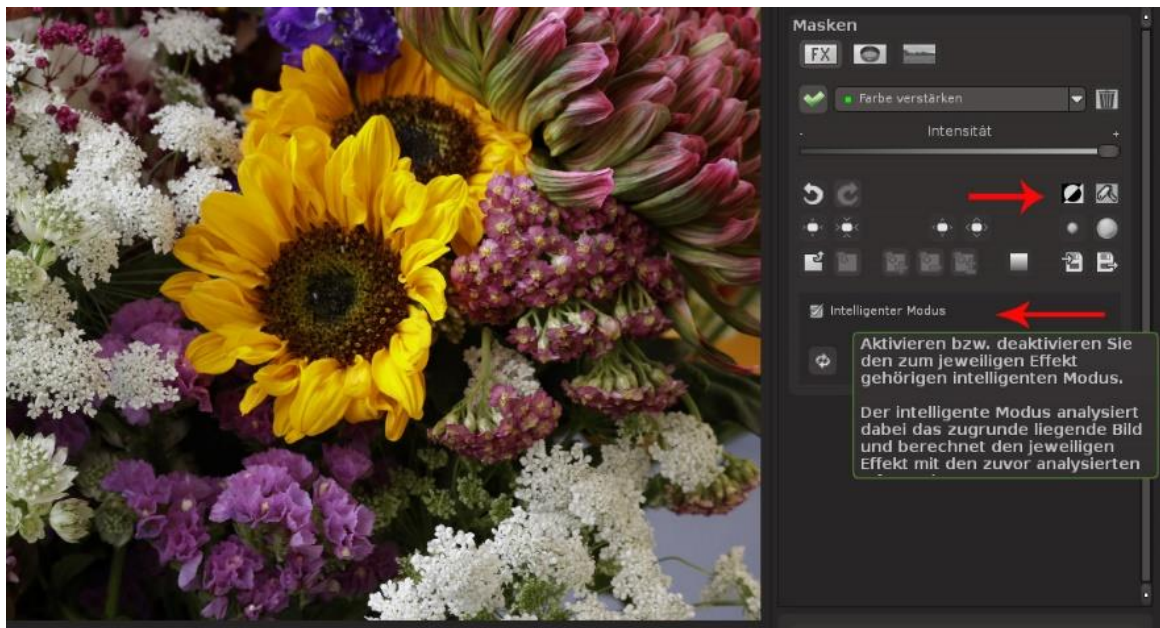 Masken
FX
Farbe verstärken
- Intensität +
Intelligenter Modus
Aktivieren bzw. deaktivieren Sie
den zum jeweiligen Effekt
gehörigen intelligenten Modus.
Der intelligente Modus analysiert
dabei das zugrunde liegende Bild
und berechnet den jeweiligen
Effekt mit den zuvor analysierten